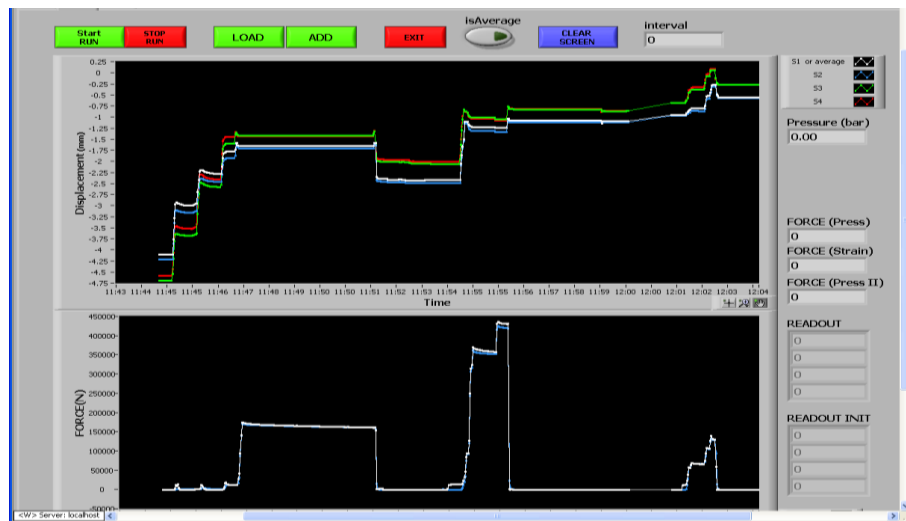 isAverage
interval
Start RUN
STOP RUN
LOAD
ADD
EXIT
CLEAR SCREEN
0
0.25
0
-0.25
-0.5
-0.75
-1
-1.25
-1.5
-1.75
-2
-2.25
-2.5
-2.75
-3
-3.25
-3.5
-3.75
-4
-4.25
-4.5
-4.75
Displacement (mm)
11:43 11:44 11:45 11:45 11:46 11:47 11:48 11:49 11:50 11:50 11:51 11:52 11:53 11:54 11:55 11:55 11:56 11:57 11:58 11:59 12:00 12:00 12:01 12:02 12:03 12:04
Time
S1 or average
S2
S3
S4
Pressure (bar)
0.00
FORCE (Press)
0
FORCE (Strain)
0
FORCE (Press II)
0
READOUT
0
0
0
0
READOUT INIT
0
0
0
0
450000
400000
350000
300000
250000
200000
150000
100000
50000
0
-50000
FORCE(N)
<W> Server: localhost